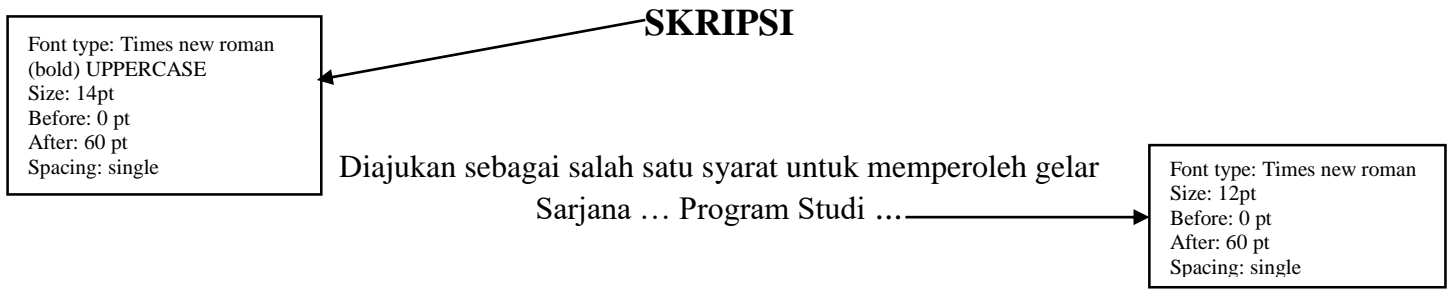 SKRIPSI
Font type: Times new roman
(bold) UPPERCASE
Size: 14pt
Before: 0 pt
After: 60 pt
Spacing: single
Diajukan sebagai salah satu syarat untuk memperoleh gelar
Sarjana … Program Studi …
Font type: Times new roman
Size: 12pt
Before: 0 pt
After: 60 pt
Spacing: single